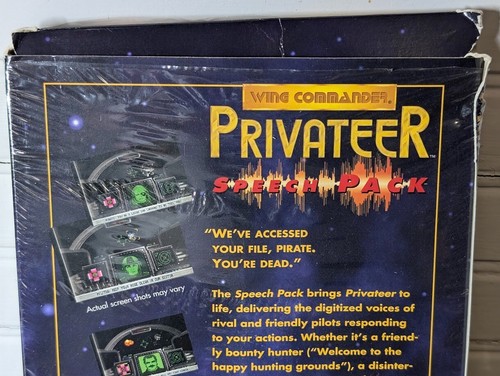 WING COMMANDER®
PRIVATEER™
SPEECH PACK
"WE'VE ACCESSED
YOUR FILE, PIRATE.
YOU'RE DEAD."
Actual screen shots may vary
The Speech Pack brings Privateer to
life, delivering the digitized voices of
rival and friendly pilots responding
to your actions. Whether it's a friend-
ly bounty hunter ("Welcome to the
happy hunting grounds"), a disinter-